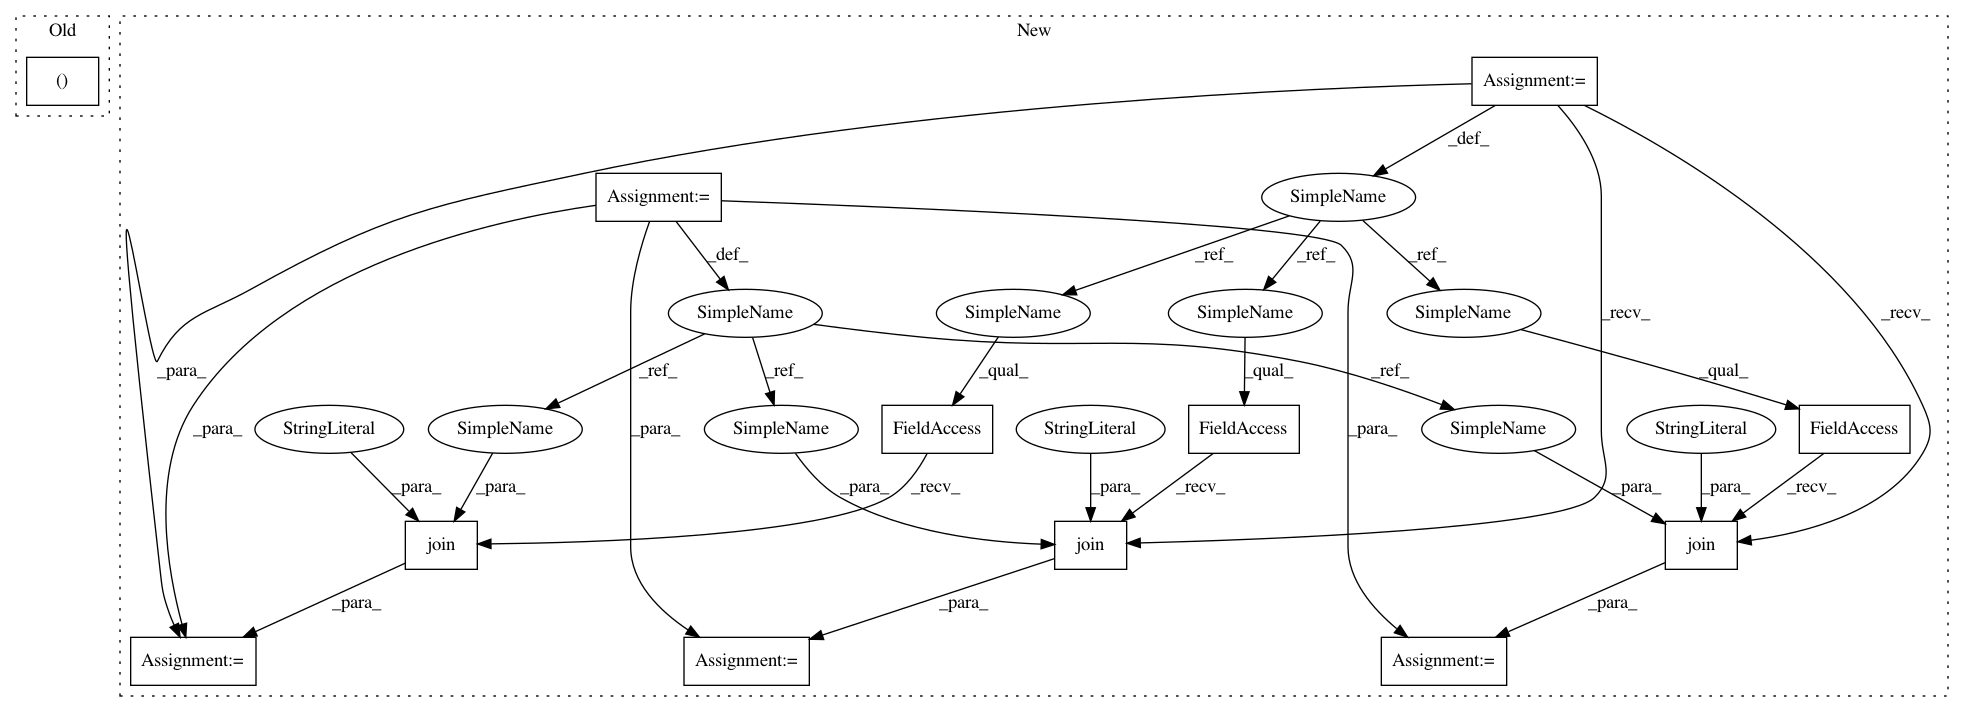 Old
New
()
Assignment:=
_def_
Assignment:=
SimpleName
_def_
_ref_
_ref_
_ref_
SimpleName
SimpleName
SimpleName
SimpleName
_recv_
_recv_
_para_
_ref_
_ref_
_qual_
_qual_
_ref_
_qual_
_para_
StringLiteral
SimpleName
_para_
SimpleName
FieldAccess
StringLiteral
FieldAccess
_para_
SimpleName
StringLiteral
FieldAccess
_para_
_para_
_para_
_recv_
_para_
_recv_
_para_
_para_
_recv_
join
join
join
_para_
_para_
_para_
Assignment:=
Assignment:=
Assignment:=